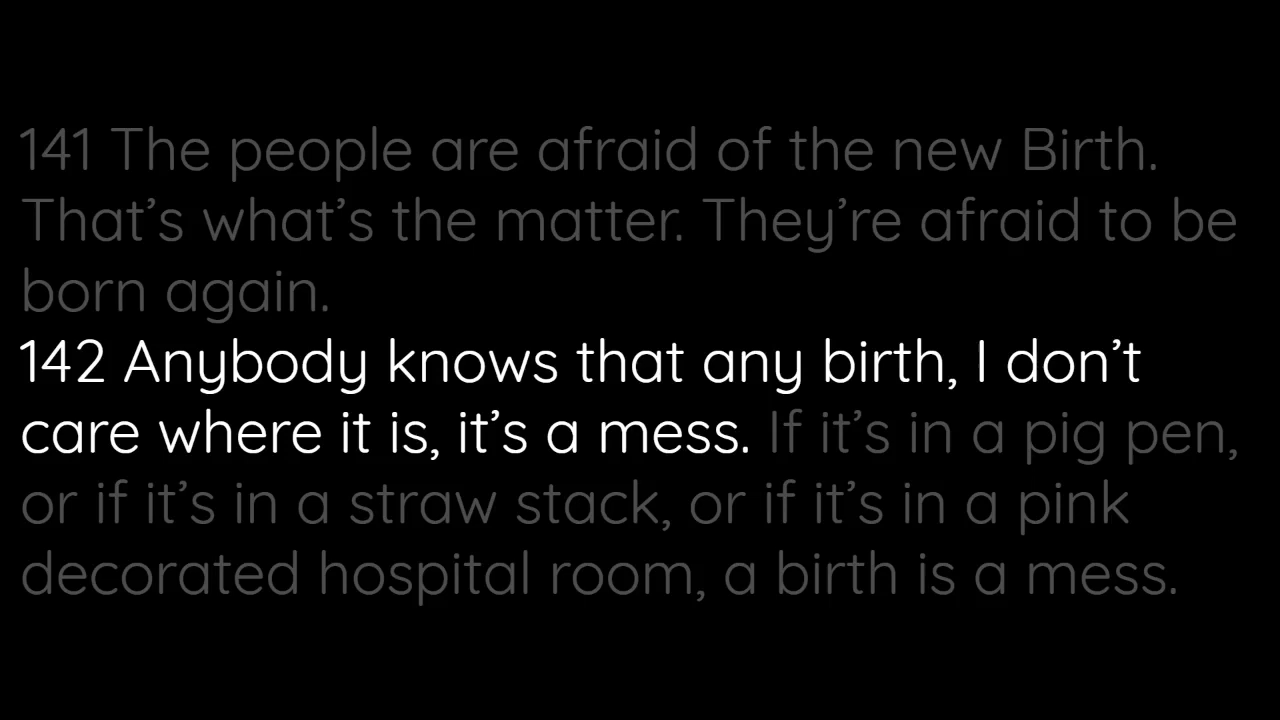 141 The people are afraid of the new Birth.
That’s what’s the matter. They’re afraid to be
born again.
142 Anybody knows that any birth, I don’t
care where it is, it’s a mess. If it’s in a pig pen,
or if it’s in a straw stack, or if it’s in a pink
decorated hospital room, a birth is a mess.